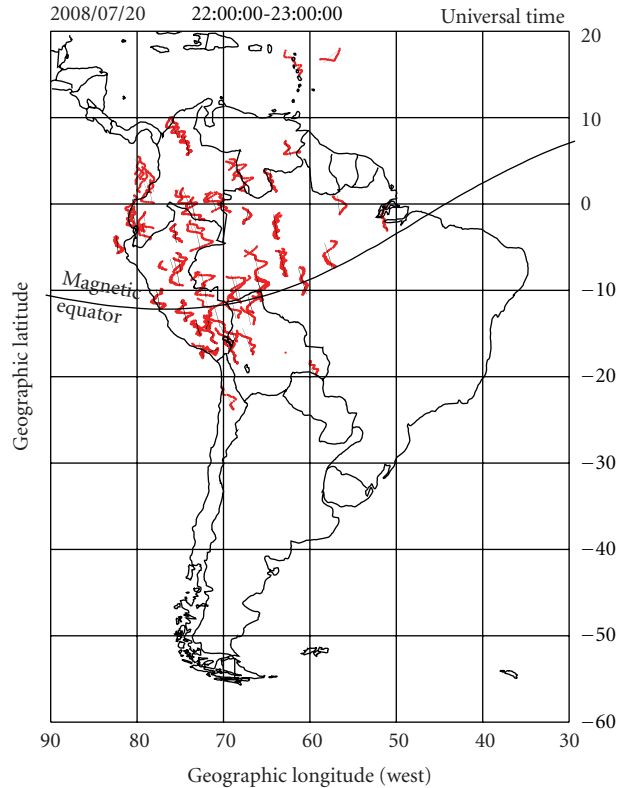 2008/07/20 22:00:00-23:00:00 Universal time
20
10
0
−10
−20
−30
−40
−50
−60
Geographic latitude
Magnetic
equator
90 80 70 60 50 40 30
Geographic longitude (west)